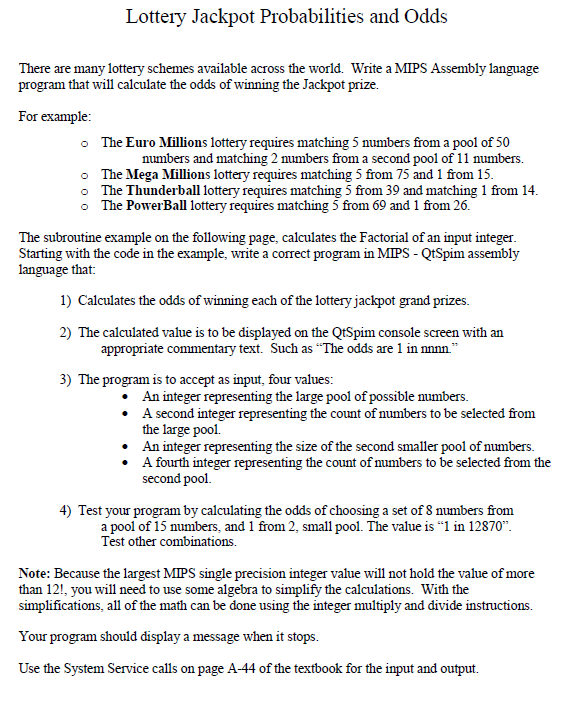 Lottery Jackpot Probabilities and Odds
There are many lottery schemes available across the world. Write a MIPS Assembly language
program that will calculate the odds of winning the Jackpot prize.
For example:
o The Euro Millions lottery requires matching 5 numbers from a pool of 50
numbers and matching 2 numbers from a second pool of 11 numbers.
o The Mega Millions lottery requires matching 5 from 75 and 1 from 15.
o The Thunderball lottery requires matching 5 from 39 and matching 1 from 14.
o The PowerBall lottery requires matching 5 from 69 and 1 from 26.
The subroutine example on the following page, calculates the Factorial of an input integer.
Starting with the code in the example, write a correct program in MIPS - QtSpim assembly
language that:
1) Calculates the odds of winning each of the lottery jackpot grand prizes.
2) The calculated value is to be displayed on the QtSpim console screen with an
appropriate commentary text. Such as “The odds are 1 in nnnn.”
3) The program is to accept as input, four values:
• An integer representing the large pool of possible numbers.
• A second integer representing the count of numbers to be selected from
the large pool.
• An integer representing the size of the second smaller pool of numbers.
• A fourth integer representing the count of numbers to be selected from the
second pool.
4) Test your program by calculating the odds of choosing a set of 8 numbers from
a pool of 15 numbers, and 1 from 2, small pool. The value is “1 in 12870”.
Test other combinations.
Note: Because the largest MIPS single precision integer value will not hold the value of more
than 12!, you will need to use some algebra to simplify the calculations. With the
simplifications, all of the math can be done using the integer multiply and divide instructions.
Your program should display a message when it stops.
Use the System Service calls on page A-44 of the textbook for the input and output.